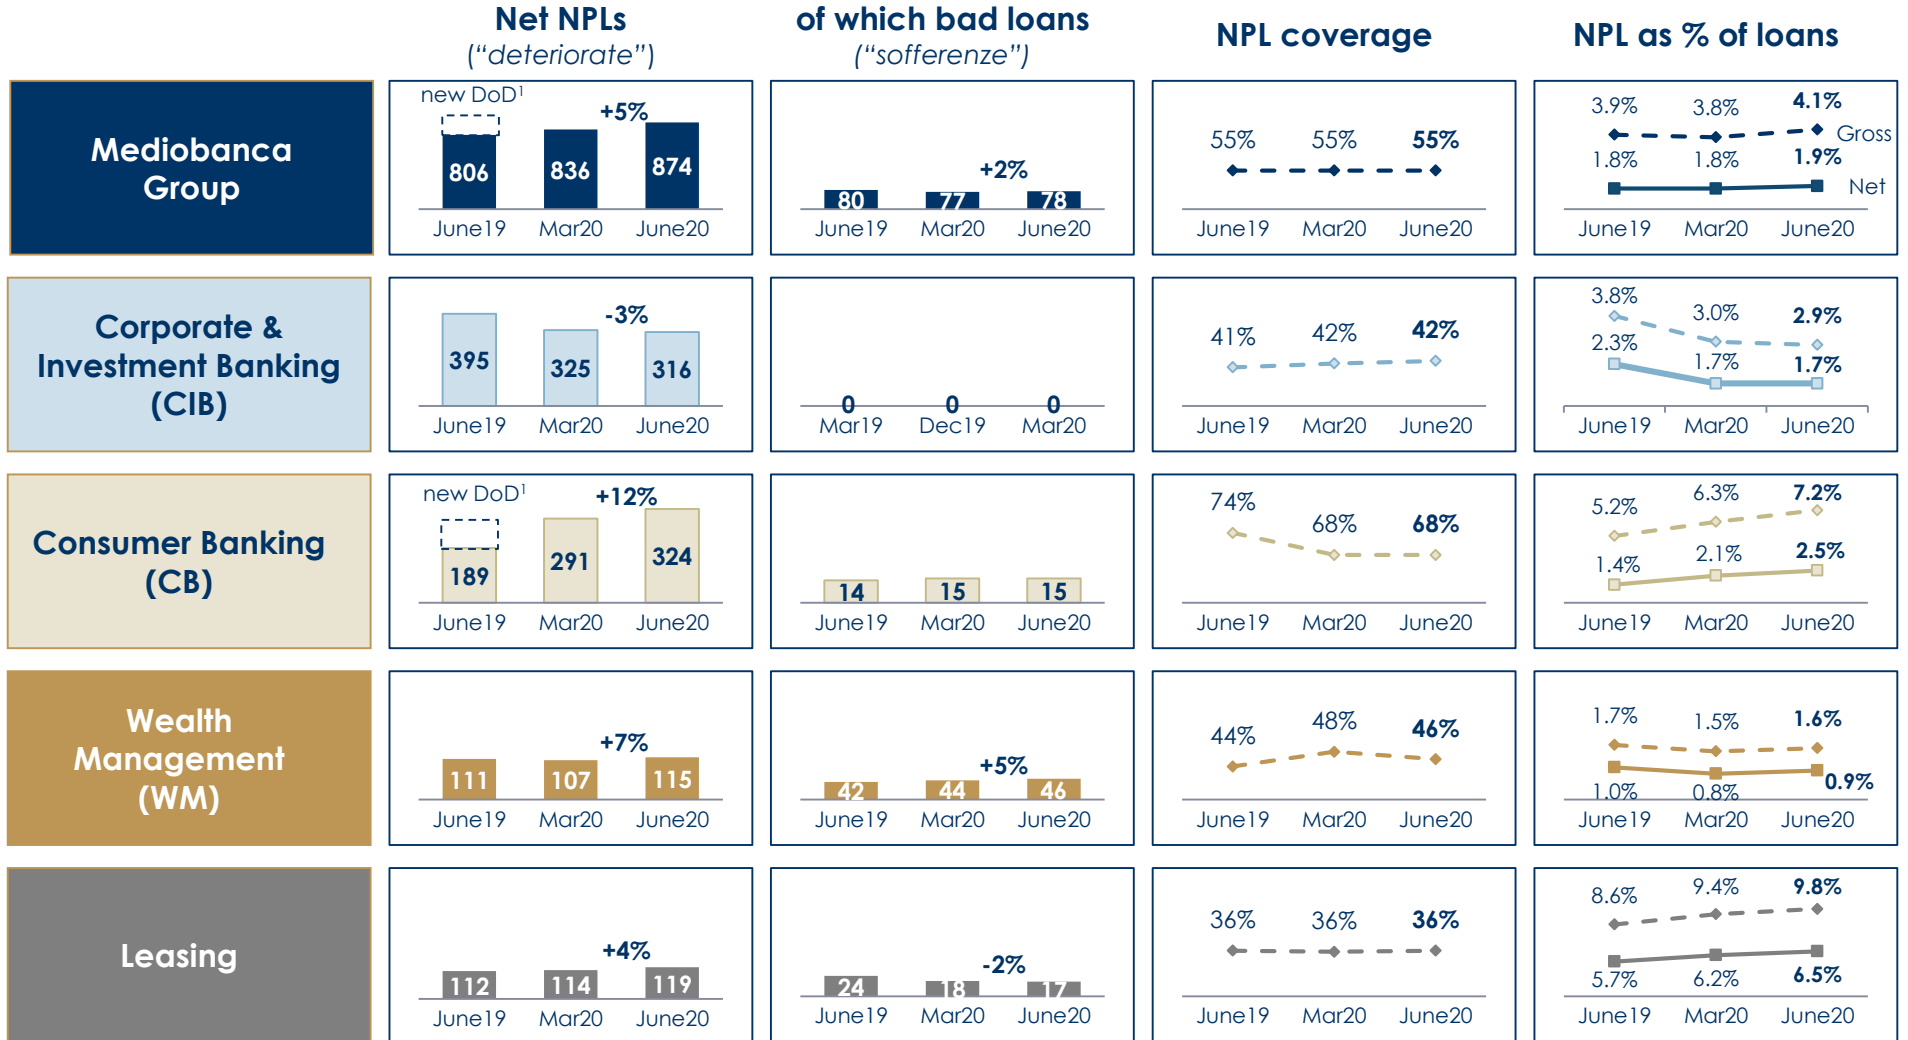 Net NPLs
(“deteriorate”)
of which bad loans
(“sofferenze”)
NPL coverage
NPL as % of loans
Mediobanca
Group
new DoD¹
+5%
806
836
874
June19 Mar20 June20
+2%
80
77
78
June19 Mar20 June20
55% 55% 55%
June19 Mar20 June20
3.9% 3.8% 4.1%
Gross
1.8% 1.8% 1.9%
Net
June19 Mar20 June20
Corporate &
Investment Banking
(CIB)
-3%
395
325
316
June19 Mar20 June20
0 0 0
Mar19 Dec19 Mar20
41% 42% 42%
June19 Mar20 June20
3.8% 3.0% 2.9%
2.3% 1.7% 1.7%
June19 Mar20 June20
Consumer Banking
(CB)
new DoD¹
+12%
189
291
324
June19 Mar20 June20
14 15 15
June19 Mar20 June20
74% 68% 68%
June19 Mar20 June20
5.2% 6.3% 7.2%
1.4% 2.1% 2.5%
June19 Mar20 June20
Wealth
Management
(WM)
+7%
111 107 115
June19 Mar20 June20
+5%
42 44 46
June19 Mar20 June20
44% 48% 46%
June19 Mar20 June20
1.7% 1.5% 1.6%
1.0% 0.8% 0.9%
June19 Mar20 June20
Leasing
+4%
112 114 119
June19 Mar20 June20
-2%
24 18 17
June19 Mar20 June20
36% 36% 36%
June19 Mar20 June20
8.6% 9.4% 9.8%
5.7% 6.2% 6.5%
June19 Mar20 June20